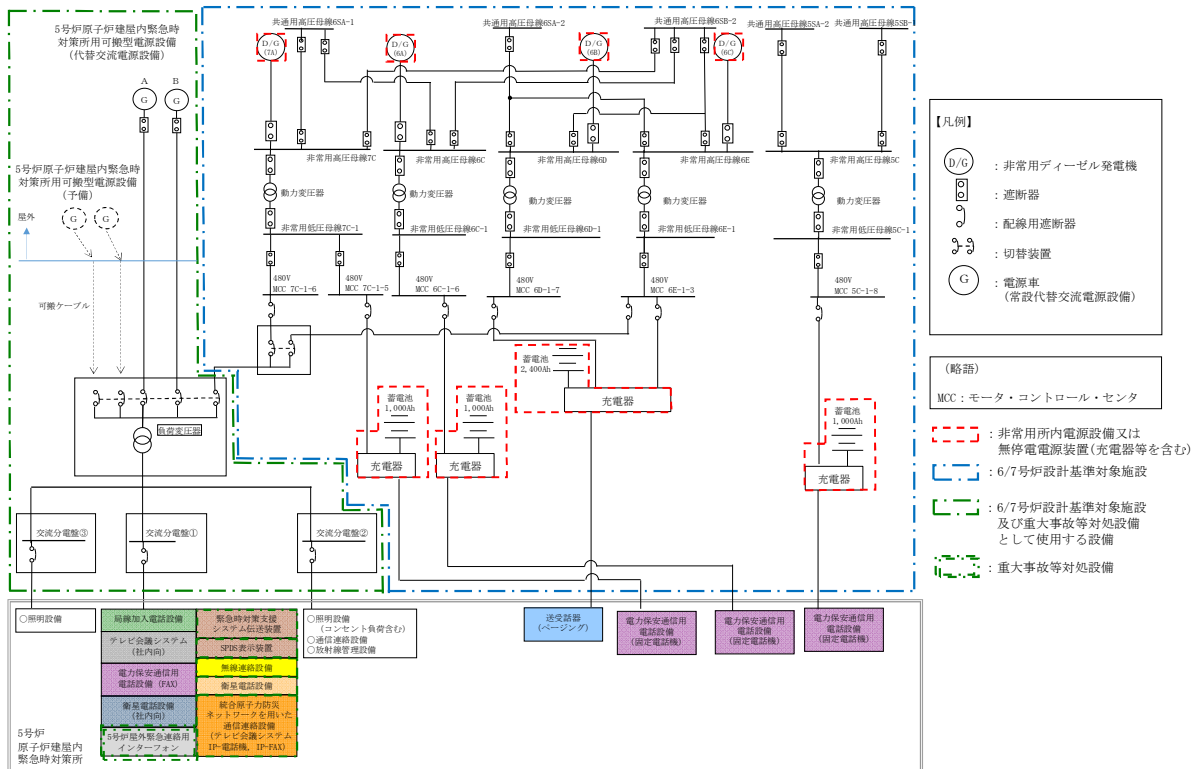 5号炉原子炉建屋内緊急時
対策所用可搬型電源設備
(代替交流電源設備)
A
B
G
G
5号炉原子炉建屋内緊急時
対策所用可搬型電源設備
(予備)
G
G
屋外
可搬ケーブル
共通用高圧母線6SA-1
共通用高圧母線6SA-2
共通用高圧母線6SB-2
共通用高圧母線5SA-2
共通用高圧母線5SB-
D/G
(7A)
D/G
(6A)
D/G
(6B)
D/G
(6C)
非常用高圧母線7C
非常用高圧母線6C
非常用高圧母線6D
非常用高圧母線6E
非常用高圧母線5C
動力変圧器
動力変圧器
動力変圧器
動力変圧器
動力変圧器
非常用低圧母線7C-1
非常用低圧母線6C-1
非常用低圧母線6D-1
非常用低圧母線6E-1
非常用低圧母線5C-1
480V
MCC 7C-1-6
480V
MCC 7C-1-5
480V
MCC 6C-1-6
480V
MCC 6D-1-7
480V
MCC 6E-1-3
480V
MCC 5C-1-8
蓄電池
2,400Ah
充電器
蓄電池
1,000Ah
充電器
蓄電池
1,000Ah
充電器
蓄電池
1,000Ah
充電器
負荷変圧器
交流分電盤③
交流分電盤①
交流分電盤②
○照明設備
局線加入電話設備
テレビ会議システム
(社内向)
電力保安通信用
電話設備(FAX)
衛星電話設備
(社内向)
5号炉屋外緊急連絡用
インターフォン
緊急時対策支援
システム伝送装置
SPDS表示装置
無線連絡設備
衛星電話設備
統合原子力防災
ネットワークを用いた
通信連絡設備
(テレビ会議システム
IP-電話機, IP-FAX)
○照明設備
(コンセント負荷含む)
○通信連絡設備
○放射線管理設備
送受話器
(ページング)
電力保安通信用
電話設備
(固定電話機)
電力保安通信用
電話設備
(固定電話機)
電力保安通信用
電話設備
(固定電話機)
5号炉
原子炉建屋内
緊急時対策所
【凡例】
D/G
:非常用ディーゼル発電機
:遮断器
:配線用遮断器
:切替装置
G
:電源車
(常設代替交流電源設備)
(略語)
MCC:モータ・コントロール・センタ
:非常用所内電源設備又は
無停電電源装置(充電器等を含む)
:6/7号炉設計基準対象施設
:6/7号炉設計基準対象施設
及び重大事故等対処設備
として使用する設備
:重大事故等対処設備